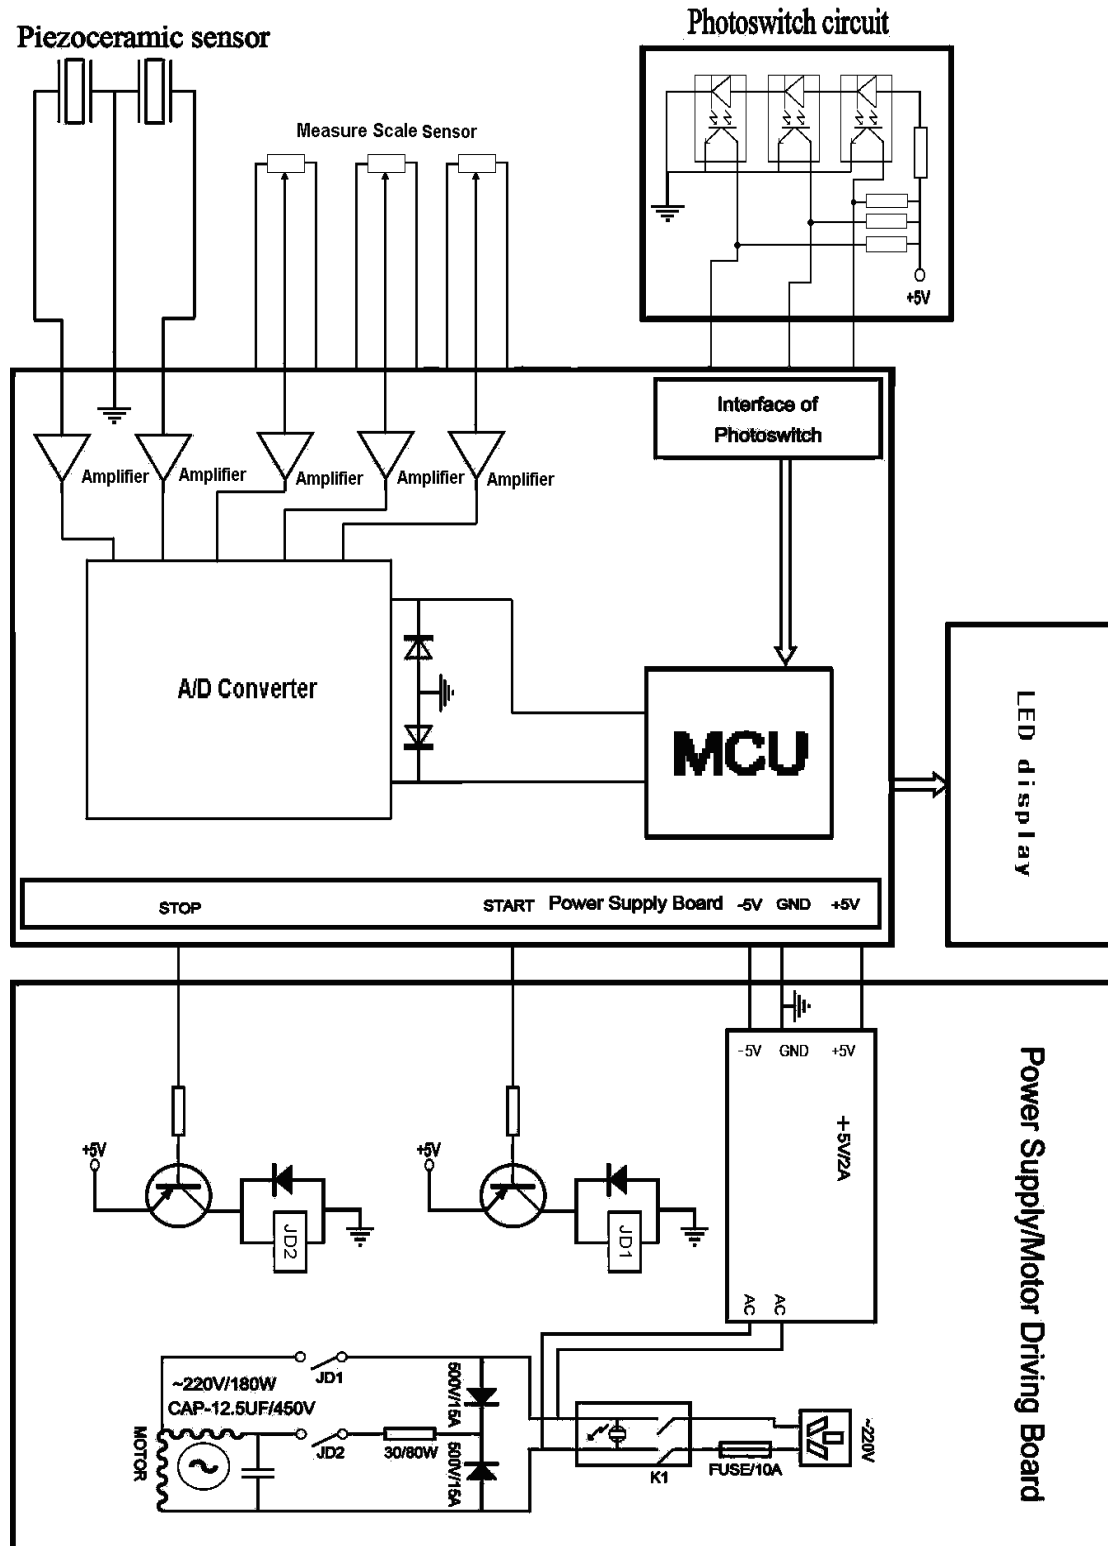 Piezoceramic sensor
Photoswitch circuit
Measure Scale Sensor
+5V
Interface of
Photoswitch
Amplifier
Amplifier
Amplifier
Amplifier
Amplifier
A/D Converter
MCU
LED display
STOP
START
Power Supply Board
-5V
GND
+5V
-5V
GND
+5V
+5V/2A
AC
AC
Power Supply/Motor Driving Board
+5V
JD2
+5V
JD1
~220V/180W
CAP-12.5UF/450V
JD1
JD2
30/80W
500V/15A
500V/15A
MOTOR
K1
FUSE/10A
~220V